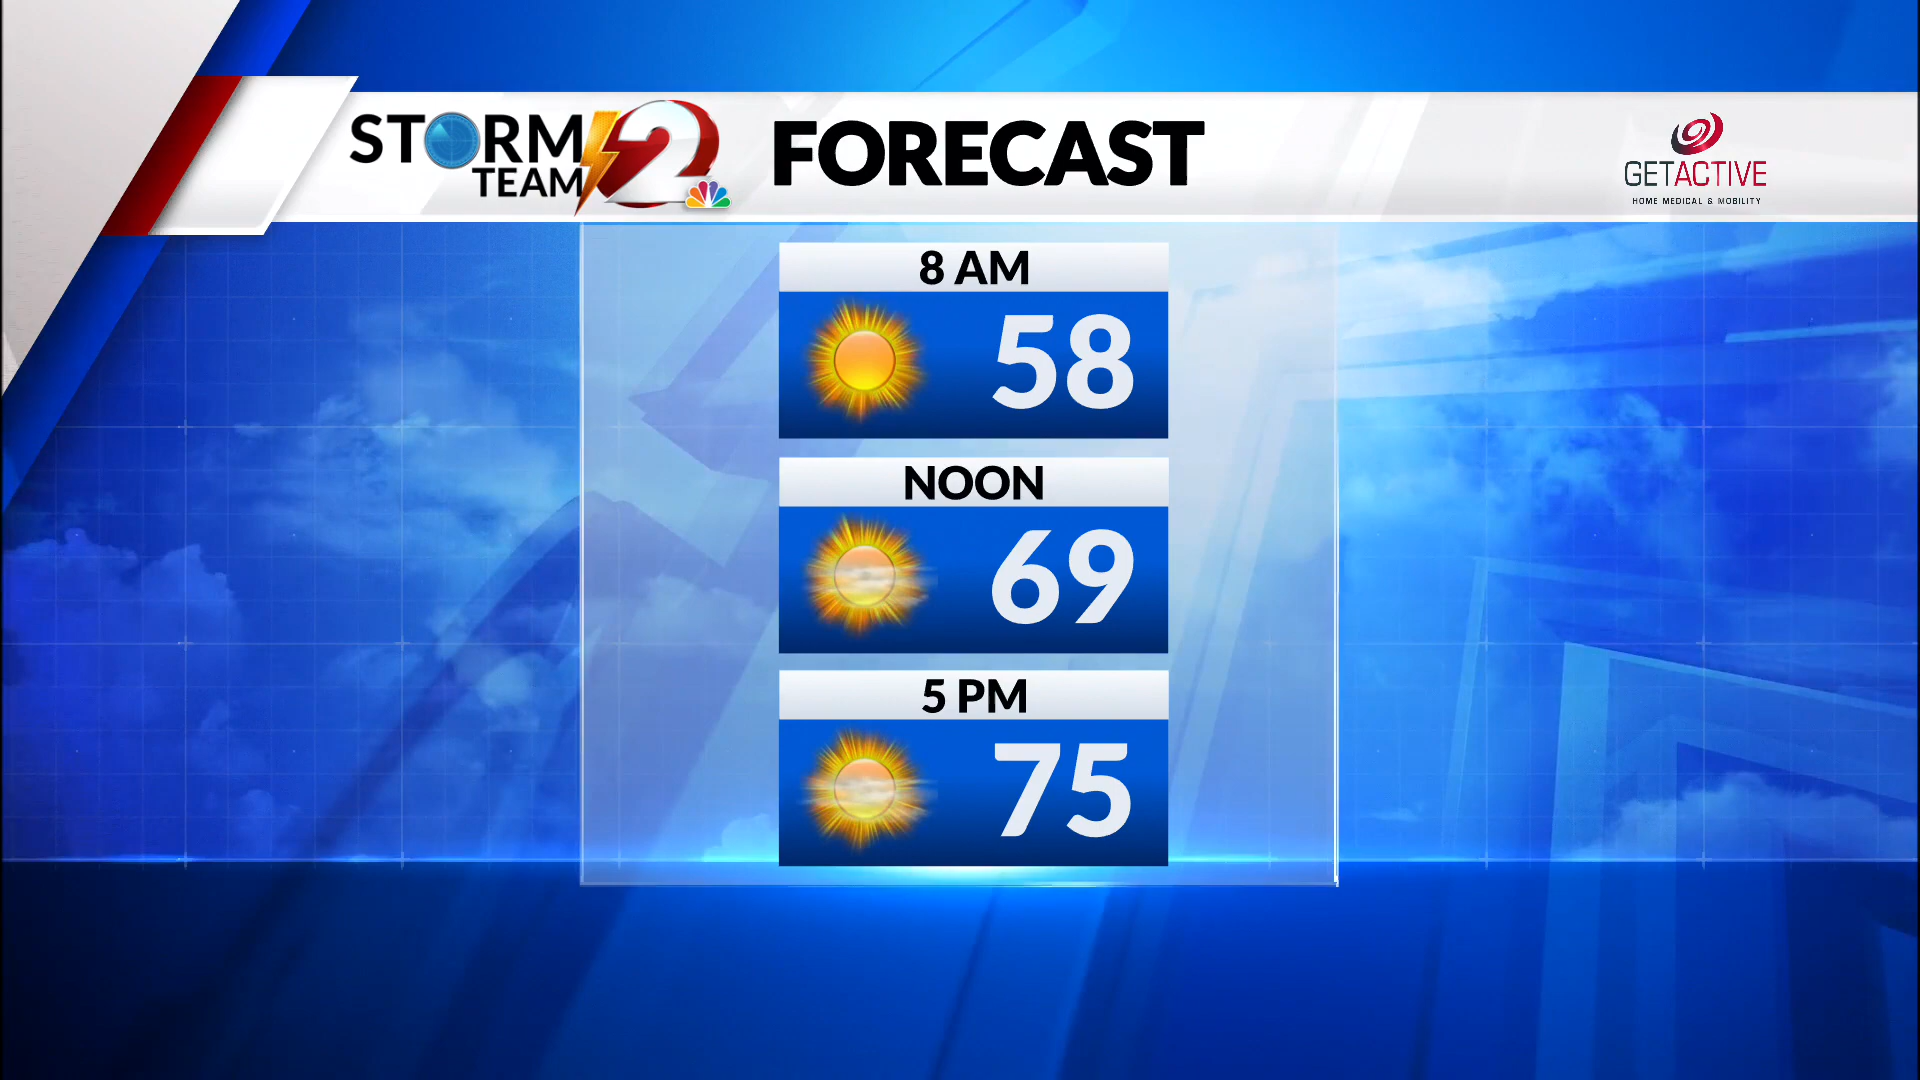 STORM
TEAM
2
FORECAST
GETACTIVE
HOME MEDICAL & MOBILITY
8 AM
58
NOON
69
5 PM
75